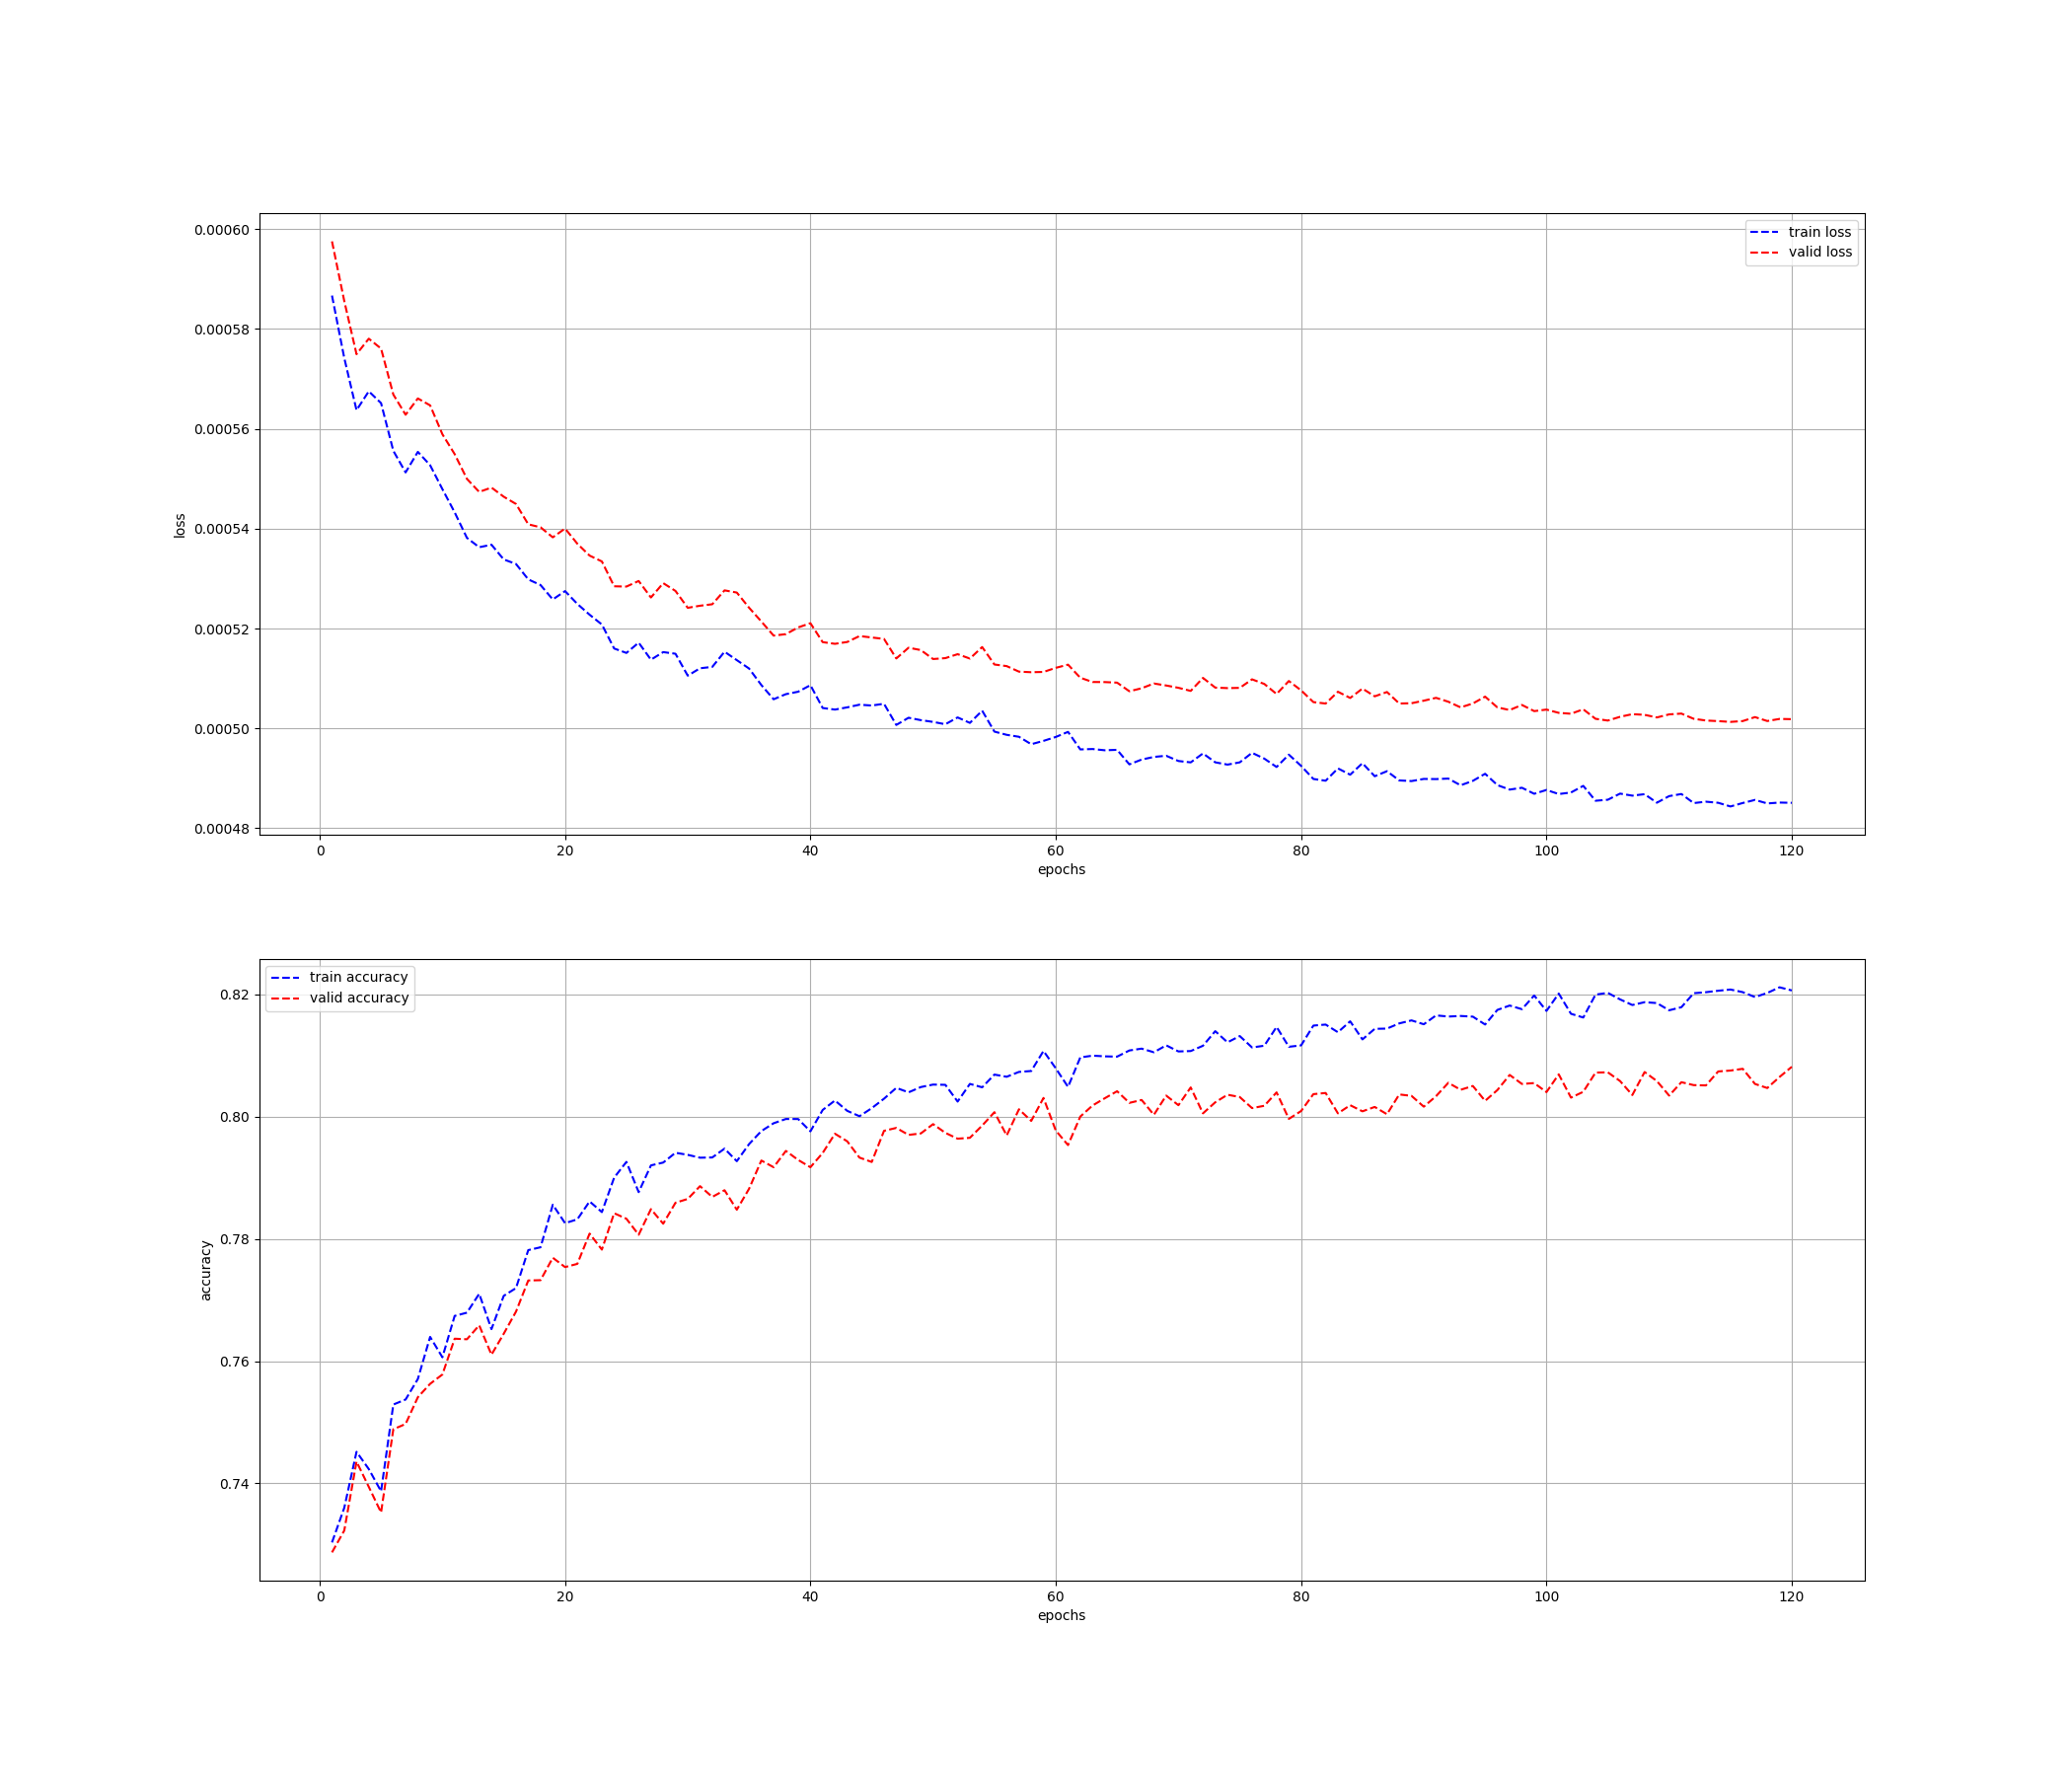 0.00060
0.00058
0.00056
0.00054
0.00052
0.00050
0.00048
loss
train loss
valid loss
0 20 40 60 80 100 120
epochs
train accuracy
valid accuracy
0.82
0.80
0.78
0.76
0.74
accuracy
0 20 40 60 80 100 120
epochs